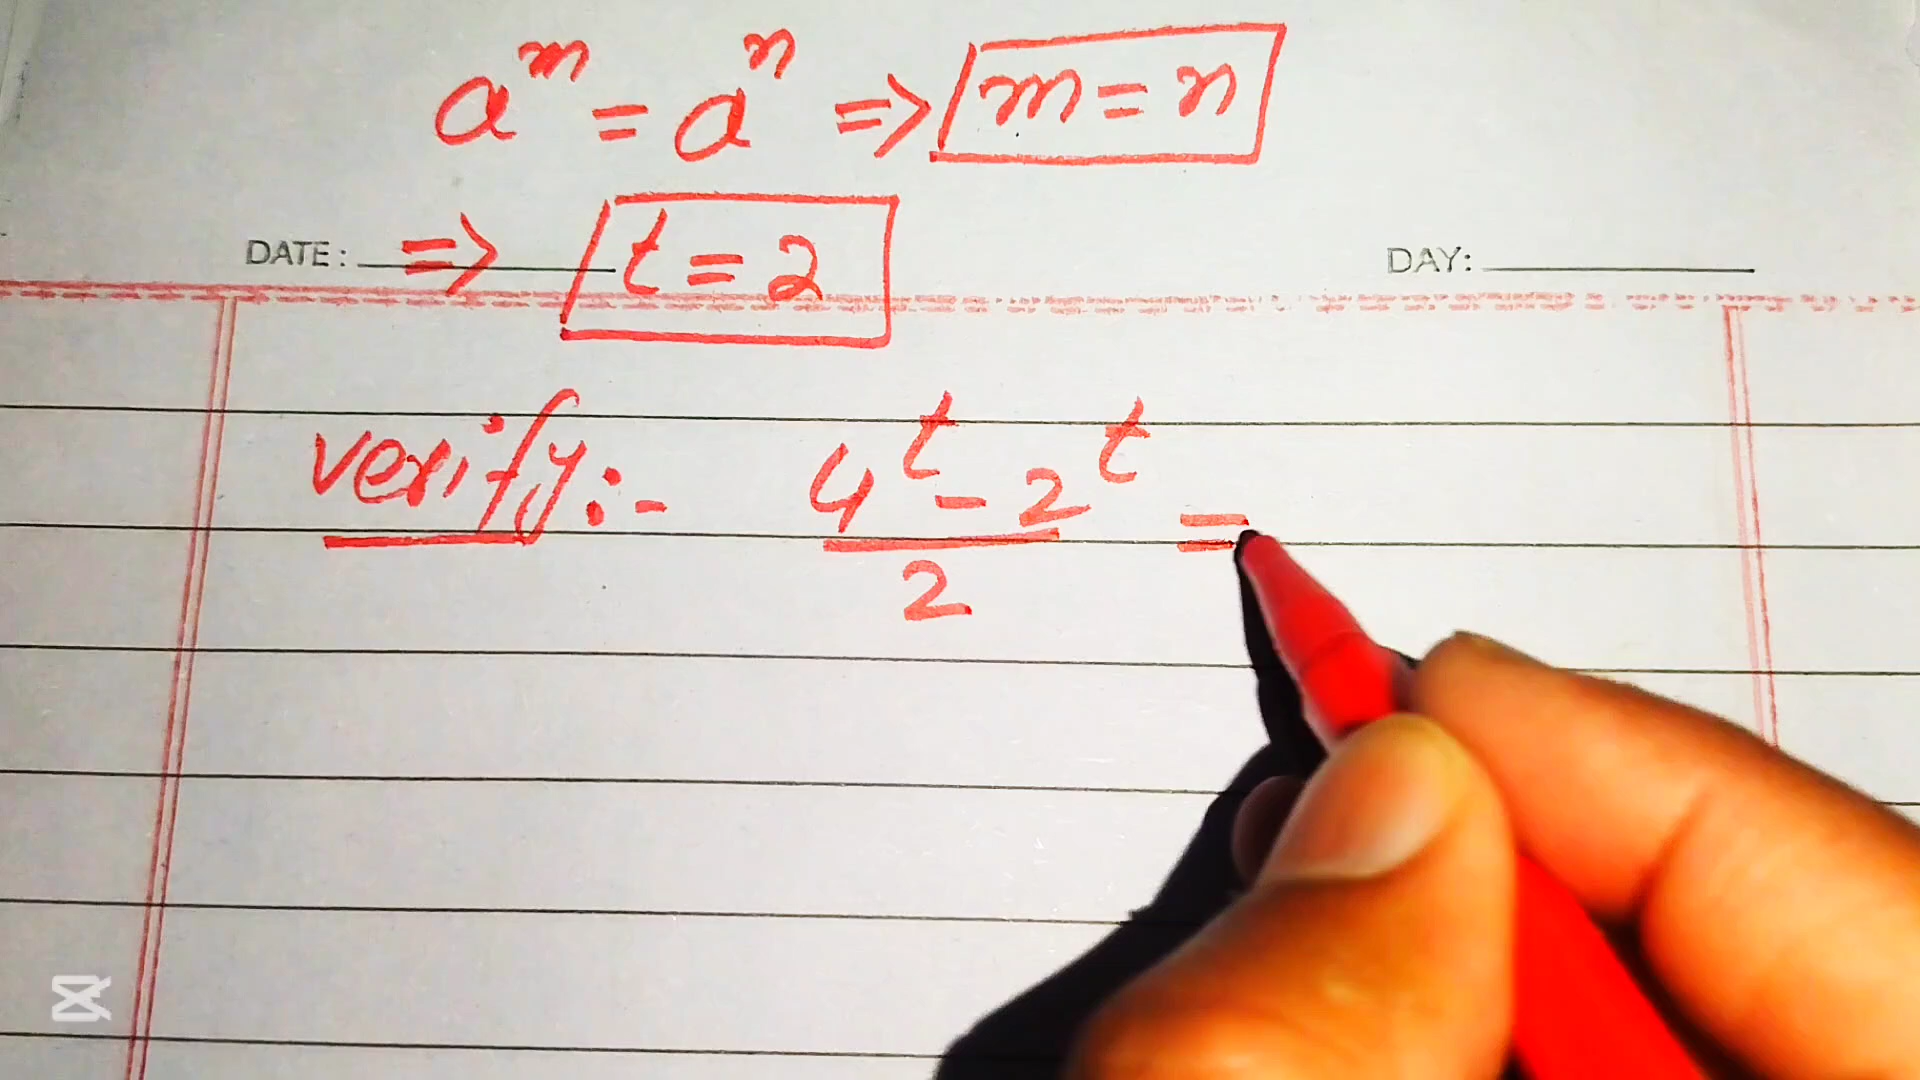 a^m = a^n => m = n
DATE: => t = 2 DAY:
verify:- (4^t - 2^t)/2 =